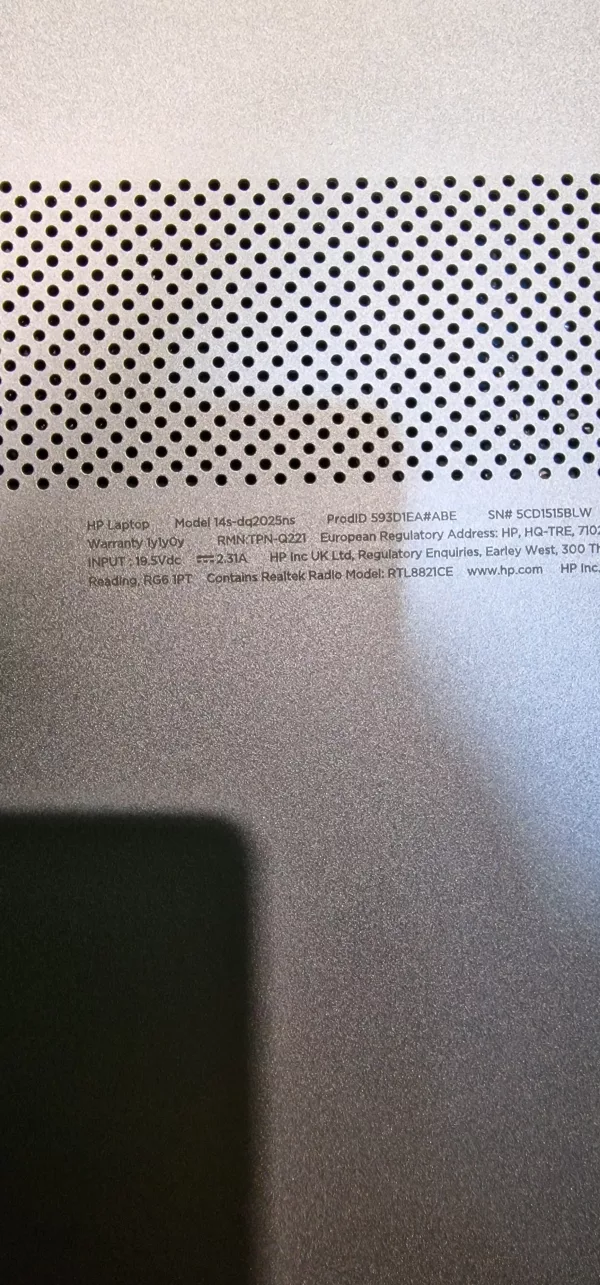 HP Laptop Model 14s-dq2025ns ProdID 593D1EA#ABE SN# 5CD1515BLW
Warranty 1y1y0y RMN:TPN-Q221 European Regulatory Address: HP, HQ-TRE, 7102
INPUT : 19.5Vdc ⎓ 2.31A HP Inc UK Ltd, Regulatory Enquiries, Earley West, 300 Th
Reading, RG6 1PT Contains Realtek Radio Model: RTL8821CE www.hp.com HP Inc.